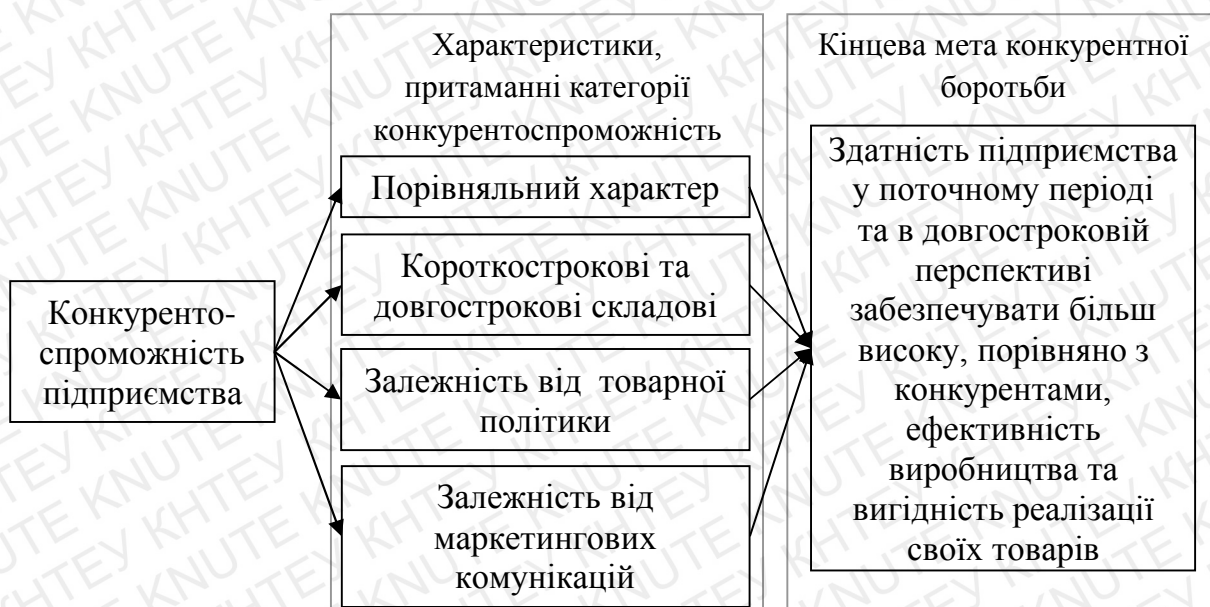 Характеристики,
притаманні категорії
конкурентоспроможність
Кінцева мета конкурентної
боротьби
Конкуренто-
спроможність
підприємства
Порівняльний характер
Короткострокові та
довгострокові складові
Залежність від товарної
політики
Залежність від
маркетингових
комунікацій
Здатність підприємства
у поточному періоді
та в довгостроковій
перспективі
забезпечувати більш
високу, порівняно з
конкурентами,
ефективність
виробництва та
вигідність реалізації
своїх товарів
KNUTE КНТЕУ